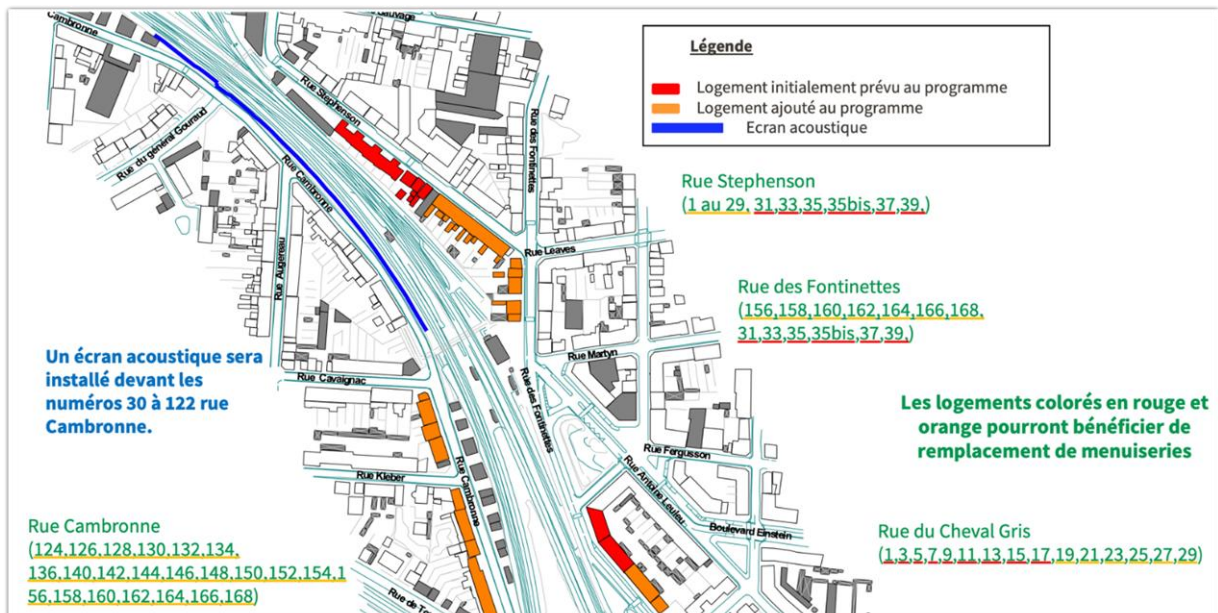 Cambronne
Rue Stephenson
Rue des Fontinettes
Rue du général Gouraud
Rue Cambronne
Rue Augereau
Rue Leaves
Rue Martyn
Rue Cavaignac
Rue des Fontinettes
Rue Kleber
Rue Cambronne
Rue Fergusson
Rue Antoine Leuleu
Boulevard Einstein
Légende
Logement initialement prévu au programme
Logement ajouté au programme
Ecran acoustique
Rue Stephenson
(1 au 29, 31,33,35,35bis,37,39,)
Rue des Fontinettes
(156,158,160,162,164,166,168,
31,33,35,35bis,37,39,)
Un écran acoustique sera
installé devant les
numéros 30 à 122 rue
Cambronne.
Les logements colorés en rouge et
orange pourront bénéficier de
remplacement de menuiseries
Rue Cambronne
(124,126,128,130,132,134,
136,140,142,144,146,148,150,152,154,1
56,158,160,162,164,166,168)
Rue du Cheval Gris
(1,3,5,7,9,11,13,15,17,19,21,23,25,27,29)